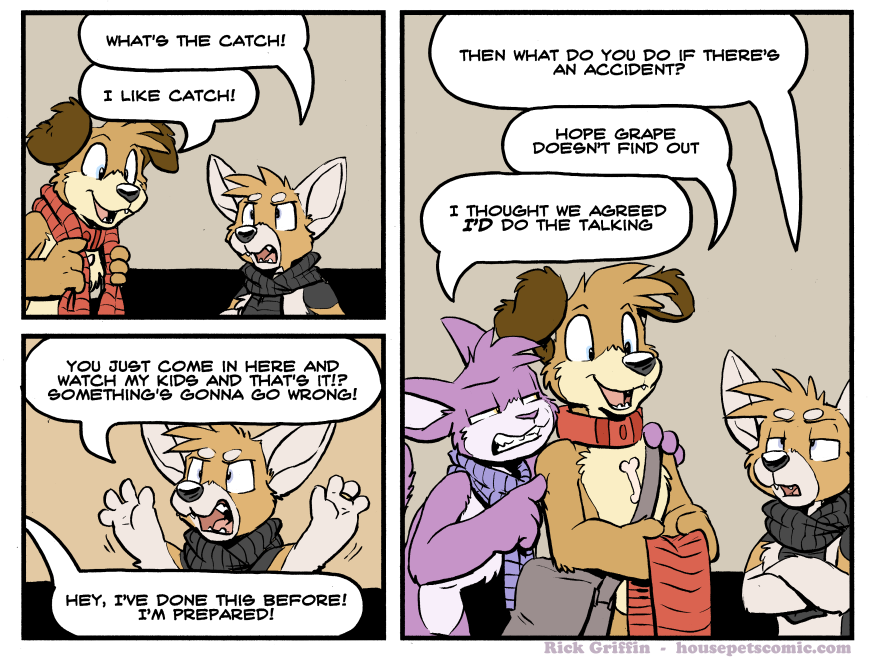 WHAT'S THE CATCH!
I LIKE CATCH!
YOU JUST COME IN HERE AND
WATCH MY KIDS AND THAT'S IT!?
SOMETHING'S GONNA GO WRONG!
HEY, I'VE DONE THIS BEFORE!
I'M PREPARED!
THEN WHAT DO YOU DO IF THERE'S
AN ACCIDENT?
HOPE GRAPE
DOESN'T FIND OUT
I THOUGHT WE AGREED
I'D DO THE TALKING
Rick Griffin - housepetscomic.com